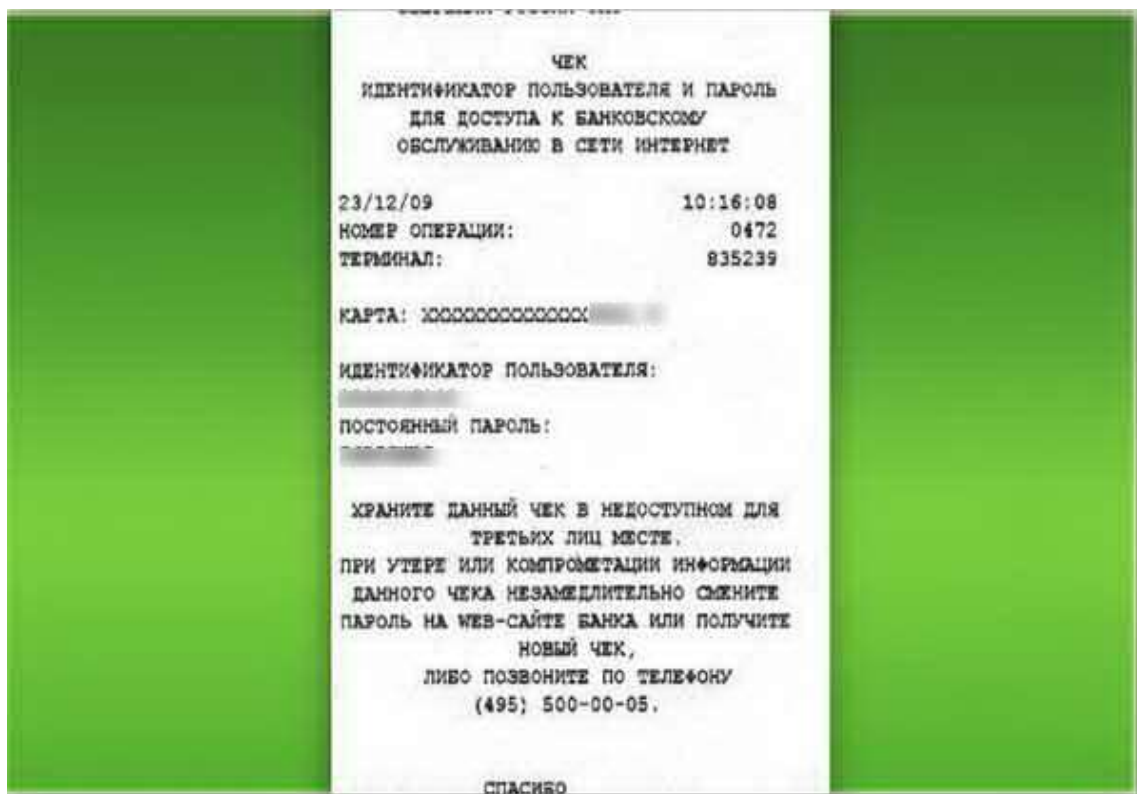 ЧЕК
ИДЕНТИФИКАТОР ПОЛЬЗОВАТЕЛЯ И ПАРОЛЬ
ДЛЯ ДОСТУПА К БАНКОВСКОМУ
ОБСЛУЖИВАНИЮ В СЕТИ ИНТЕРНЕТ
23/12/09 10:16:08
НОМЕР ОПЕРАЦИИ: 0472
ТЕРМИНАЛ: 835239
КАРТА:
ИДЕНТИФИКАТОР ПОЛЬЗОВАТЕЛЯ:
ПОСТОЯННЫЙ ПАРОЛЬ:
ХРАНИТЕ ДАННЫЙ ЧЕК В НЕДОСТУПНОМ ДЛЯ
ТРЕТЬИХ ЛИЦ МЕСТЕ.
ПРИ УТЕРЕ ИЛИ КОМПРОМЕТАЦИИ ИНФОРМАЦИИ
ДАННОГО ЧЕКА НЕЗАМЕДЛИТЕЛЬНО СМЕНИТЕ
ПАРОЛЬ НА WEB-САЙТЕ БАНКА ИЛИ ПОЛУЧИТЕ
НОВЫЙ ЧЕК,
ЛИБО ПОЗВОНИТЕ ПО ТЕЛЕФОНУ
(495) 500-00-05.
СПАСИБО